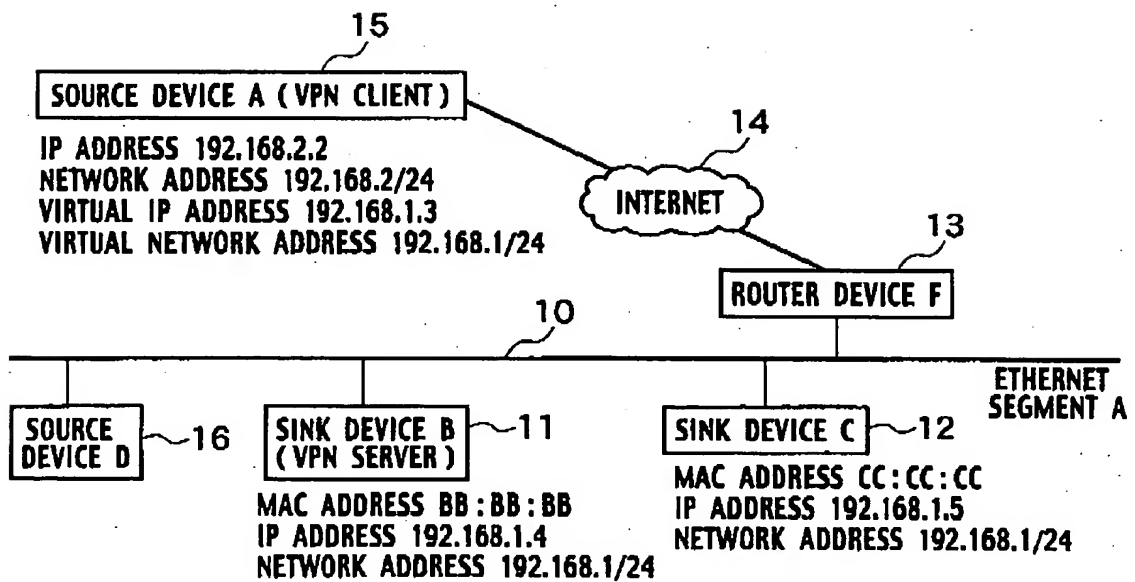 15
SOURCE DEVICE A ( VPN CLIENT )
IP ADDRESS 192.168.2.2
NETWORK ADDRESS 192.168.2/24
VIRTUAL IP ADDRESS 192.168.1.3
VIRTUAL NETWORK ADDRESS 192.168.1/24
14
INTERNET
13
ROUTER DEVICE F
10
ETHERNET
SEGMENT A
SOURCE
DEVICE D
16
SINK DEVICE B
( VPN SERVER )
11
MAC ADDRESS BB:BB:BB
IP ADDRESS 192.168.1.4
NETWORK ADDRESS 192.168.1/24
SINK DEVICE C
12
MAC ADDRESS CC:CC:CC
IP ADDRESS 192.168.1.5
NETWORK ADDRESS 192.168.1/24